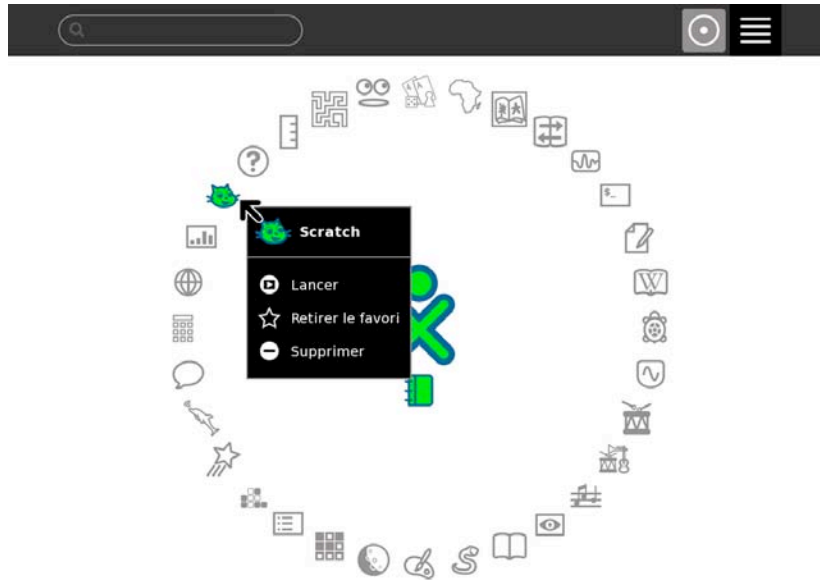 $_
W
Scratch
Lancer
Retirer le favori
Supprimer